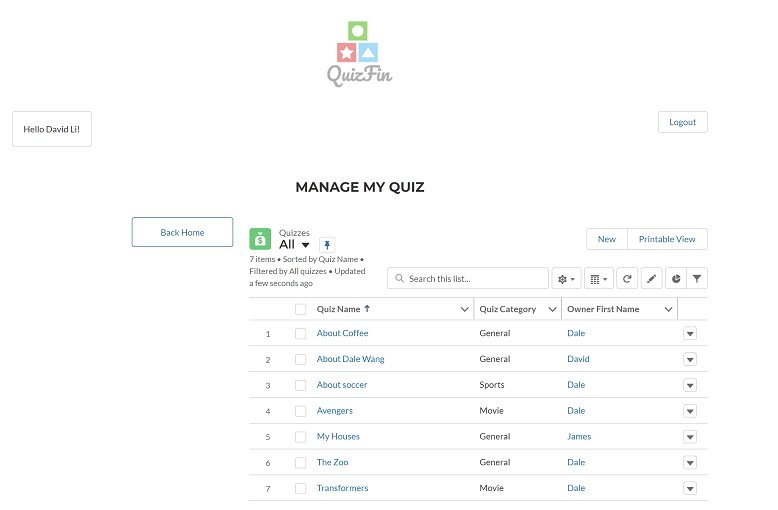 QuizFin
Hello David Li!
Logout
MANAGE MY QUIZ
Back Home
Quizzes
All
New
Printable View
7 items • Sorted by Quiz Name •
Filtered by All quizzes • Updated
a few seconds ago
Search this list...
Quiz Name Quiz Category Owner First Name
1 About Coffee General Dale
2 About Dale Wang General David
3 About soccer Sports Dale
4 Avengers Movie Dale
5 My Houses General James
6 The Zoo General Dale
7 Transformers Movie Dale